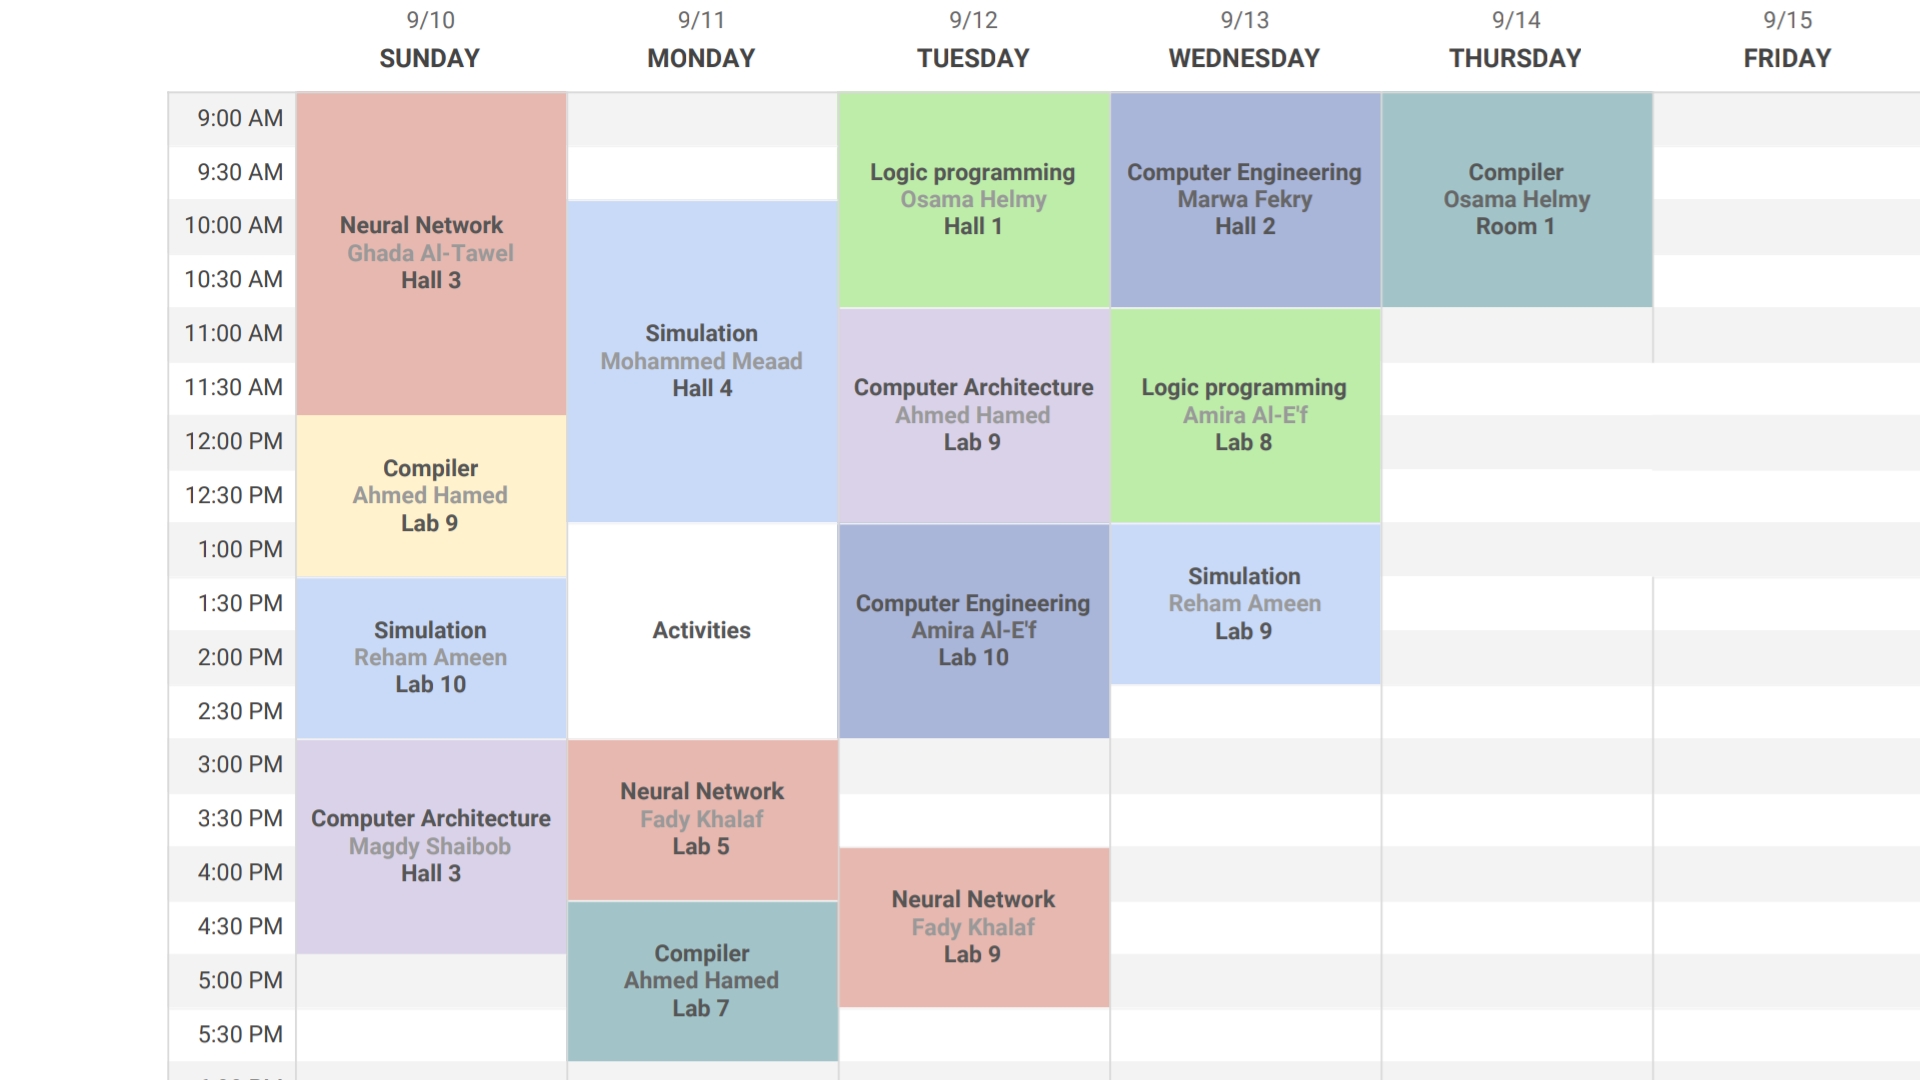 9/10
SUNDAY
9/11
MONDAY
9/12
TUESDAY
9/13
WEDNESDAY
9/14
THURSDAY
9/15
FRIDAY
9:00 AM
9:30 AM
10:00 AM
10:30 AM
11:00 AM
11:30 AM
12:00 PM
12:30 PM
1:00 PM
1:30 PM
2:00 PM
2:30 PM
3:00 PM
3:30 PM
4:00 PM
4:30 PM
5:00 PM
5:30 PM
Neural Network
Ghada Al-Tawel
Hall 3
Compiler
Ahmed Hamed
Lab 9
Simulation
Reham Ameen
Lab 10
Computer Architecture
Magdy Shaibob
Hall 3
Simulation
Mohammed Meaad
Hall 4
Activities
Neural Network
Fady Khalaf
Lab 5
Compiler
Ahmed Hamed
Lab 7
Logic programming
Osama Helmy
Hall 1
Computer Architecture
Ahmed Hamed
Lab 9
Computer Engineering
Amira Al-E'f
Lab 10
Neural Network
Fady Khalaf
Lab 9
Computer Engineering
Marwa Fekry
Hall 2
Logic programming
Amira Al-E'f
Lab 8
Simulation
Reham Ameen
Lab 9
Compiler
Osama Helmy
Room 1